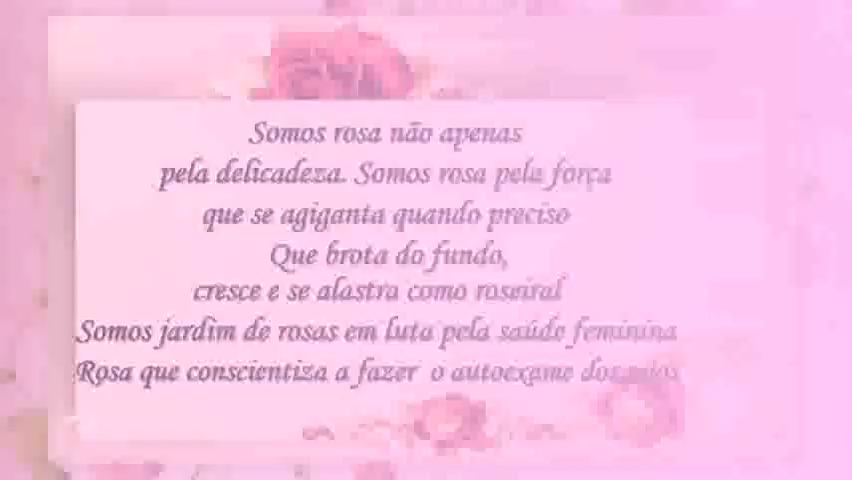 Somos rosa não apenas
pela delicadeza. Somos rosa pela força
que se agiganta quando preciso
Que brota do fundo,
cresce e se alastra como roseiral
Somos jardim de rosas em luta pela saúde feminina
Rosa que conscientiza a fazer o autoexame dos